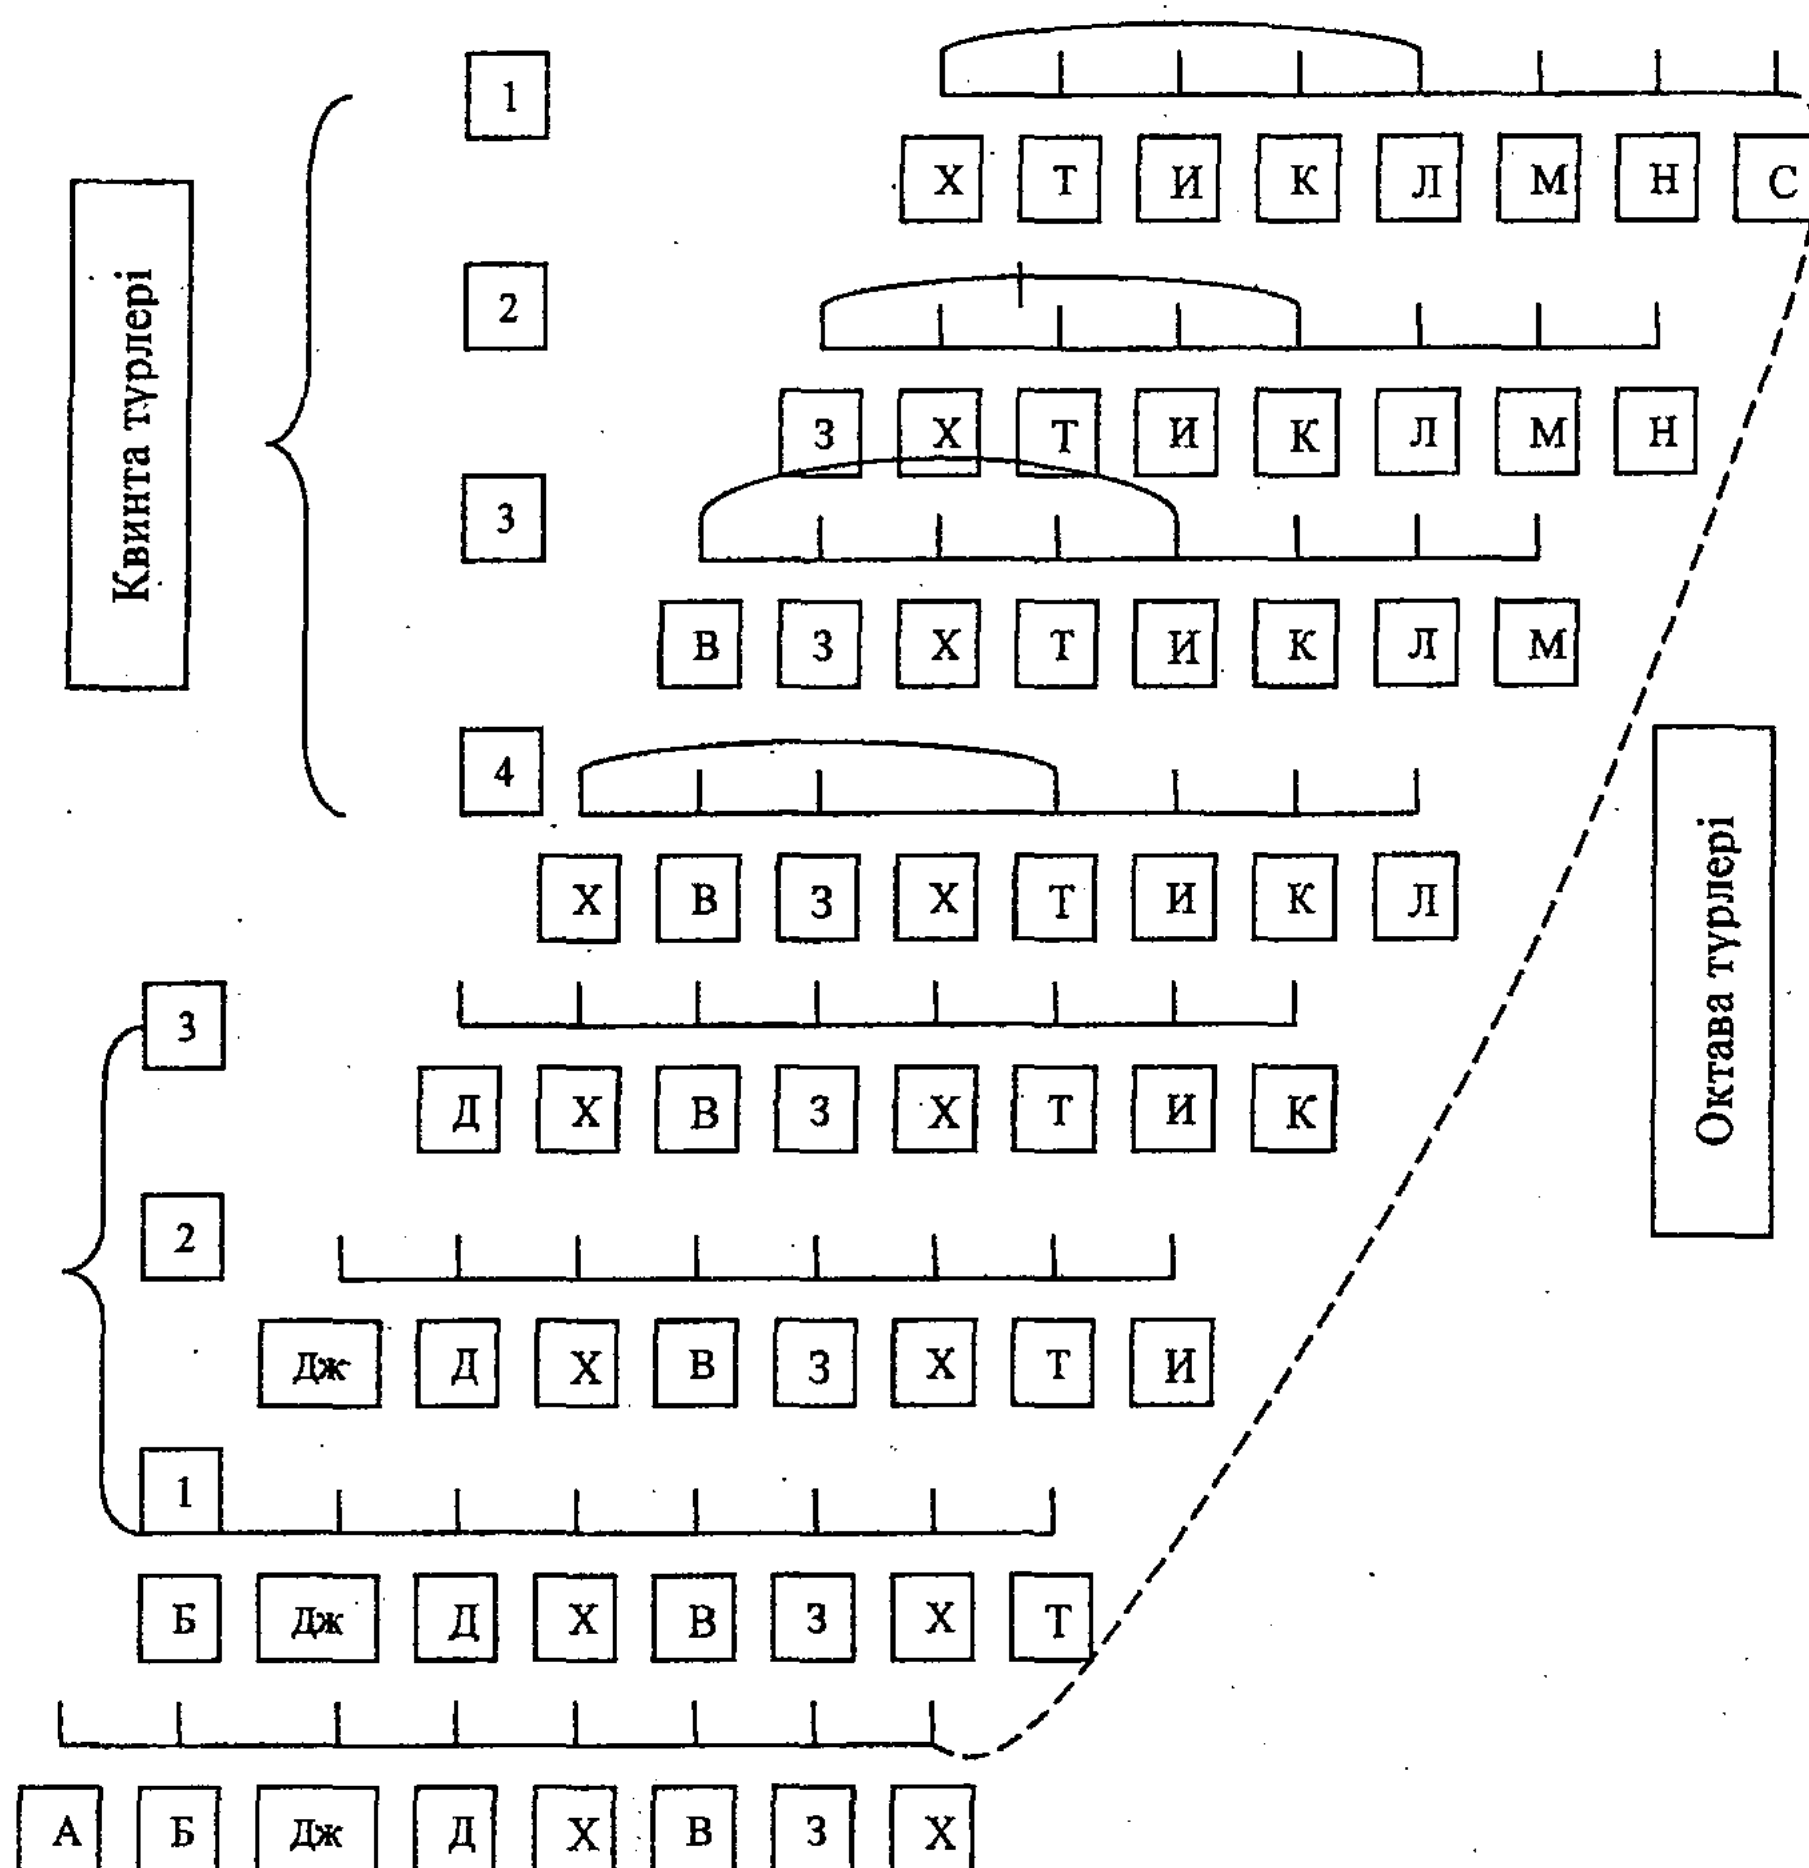 1
Х Т И К Л М Н С
Квинта түрлері
2
З Х Т И К Л М Н
3
В З Х Т И К Л М
4
Х В З Х Т И К Л
Октава түрлері
3
Д Х В З Х Т И К
2
Дж Д Х В З Х Т И
1
Б Дж Д Х В З Х Т
А Б Дж Д Х В З Х